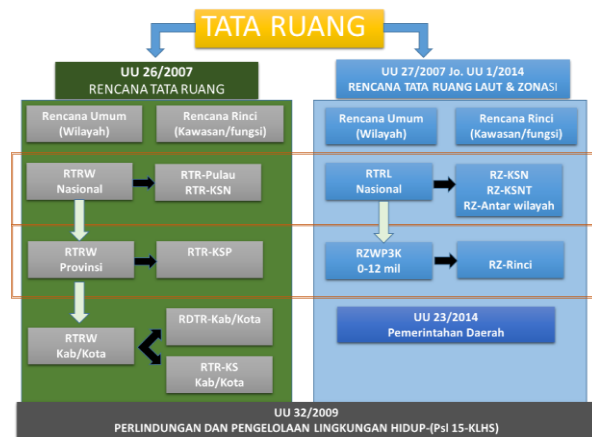 TATA RUANG
UU 26/2007
RENCANA TATA RUANG
Rencana Umum
(Wilayah)
Rencana Rinci
(Kawasan/fungsi)
RTRW
Nasional
RTR-Pulau
RTR-KSN
RTRW
Provinsi
RTR-KSP
RTRW
Kab/Kota
RDTR-Kab/Kota
RTR-KS
Kab/Kota
UU 27/2007 Jo. UU 1/2014
RENCANA TATA RUANG LAUT & ZONASI
Rencana Umum
(Wilayah)
Rencana Rinci
(Kawasan/fungsi)
RTRL
Nasional
RZ-KSN
RZ-KSNT
RZ-Antar wilayah
RZWP3K
0-12 mil
RZ-Rinci
UU 23/2014
Pemerintahan Daerah
UU 32/2009
PERLINDUNGAN DAN PENGELOLAAN LINGKUNGAN HIDUP-(Psl 15-KLHS)